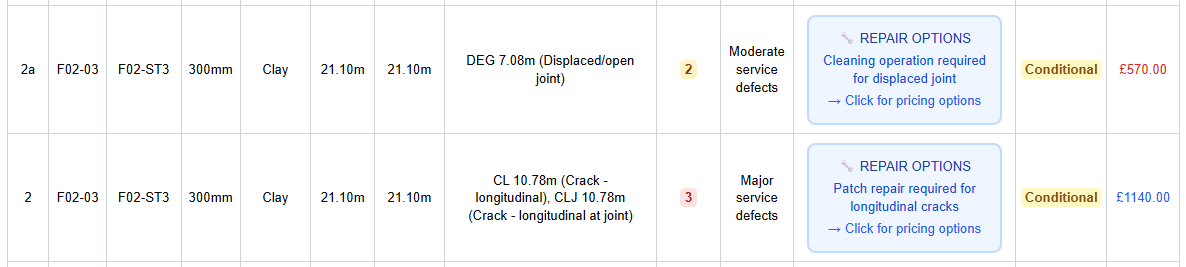 2a F02-03 F02-ST3 300mm Clay 21.10m 21.10m
DEG 7.08m (Displaced/open
joint)
2
Moderate
service
defects
🔧 REPAIR OPTIONS
Cleaning operation required
for displaced joint
→ Click for pricing options
Conditional £570.00
2 F02-03 F02-ST3 300mm Clay 21.10m 21.10m
CL 10.78m (Crack -
longitudinal), CLJ 10.78m
(Crack - longitudinal at joint)
3
Major
service
defects
🔧 REPAIR OPTIONS
Patch repair required for
longitudinal cracks
→ Click for pricing options
Conditional £1140.00